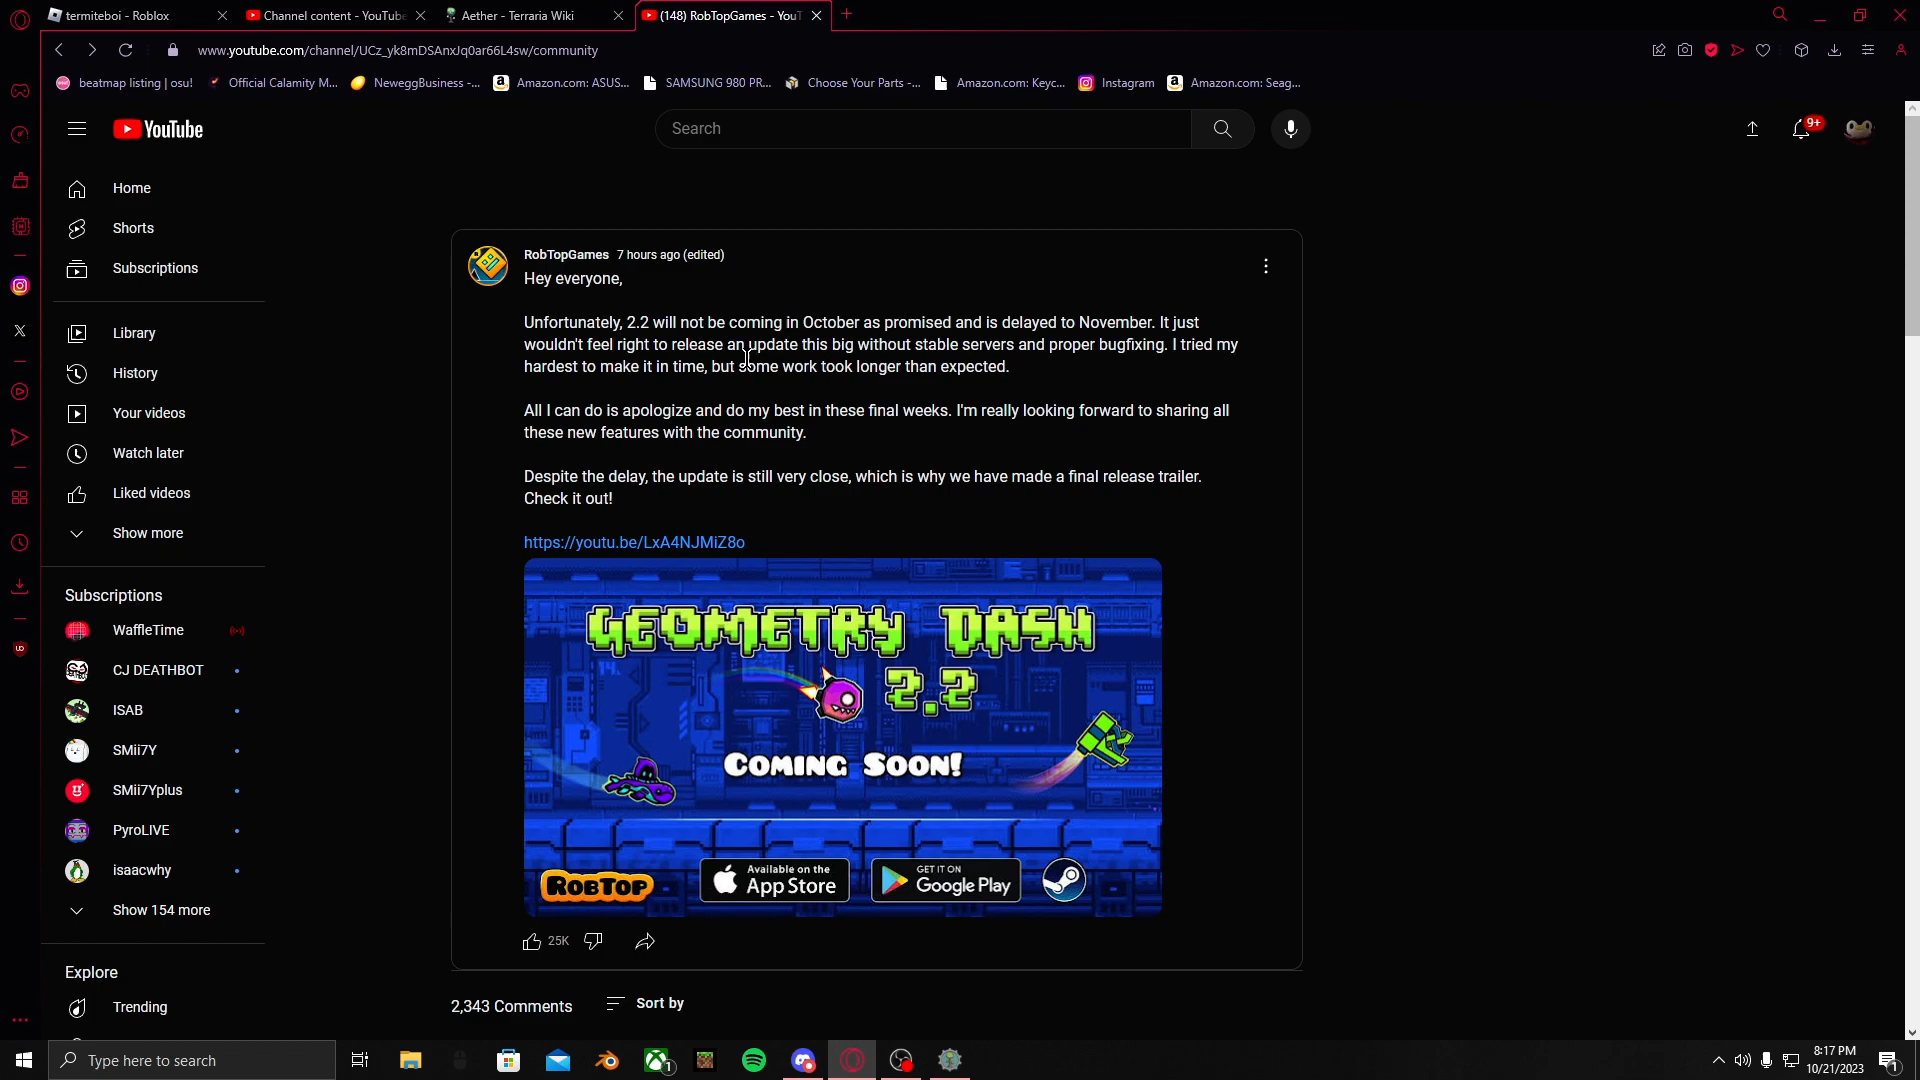 termiteboi - Roblox
Channel content - YouTube
Aether - Terraria Wiki
(148) RobTopGames - YouT
www.youtube.com/channel/UCz_yk8mDSAnxJq0ar66L4sw/community
beatmap listing | osu!
Official Calamity M...
NeweggBusiness -...
Amazon.com: ASUS...
SAMSUNG 980 PR...
Choose Your Parts -...
Amazon.com: Keyc...
Instagram
Amazon.com: Seag...
YouTube
Search
9+
Home
Shorts
Subscriptions
Library
History
Your videos
Watch later
Liked videos
Show more
Subscriptions
WaffleTime
CJ DEATHBOT
ISAB
SMii7Y
SMii7Yplus
PyroLIVE
isaacwhy
Show 154 more
Explore
Trending
RobTopGames 7 hours ago (edited)
Hey everyone,
Unfortunately, 2.2 will not be coming in October as promised and is delayed to November. It just
wouldn't feel right to release an update this big without stable servers and proper bugfixing. I tried my
hardest to make it in time, but some work took longer than expected.
All I can do is apologize and do my best in these final weeks. I'm really looking forward to sharing all
these new features with the community.
Despite the delay, the update is still very close, which is why we have made a final release trailer.
Check it out!
https://youtu.be/LxA4NJMiZ8o
GEOMETRY DASH
2.2
COMING SOON!
ROBTOP
Available on the
App Store
GET IT ON
Google Play
25K
2,343 Comments
Sort by
Type here to search
1
8:17 PM
10/21/2023
1